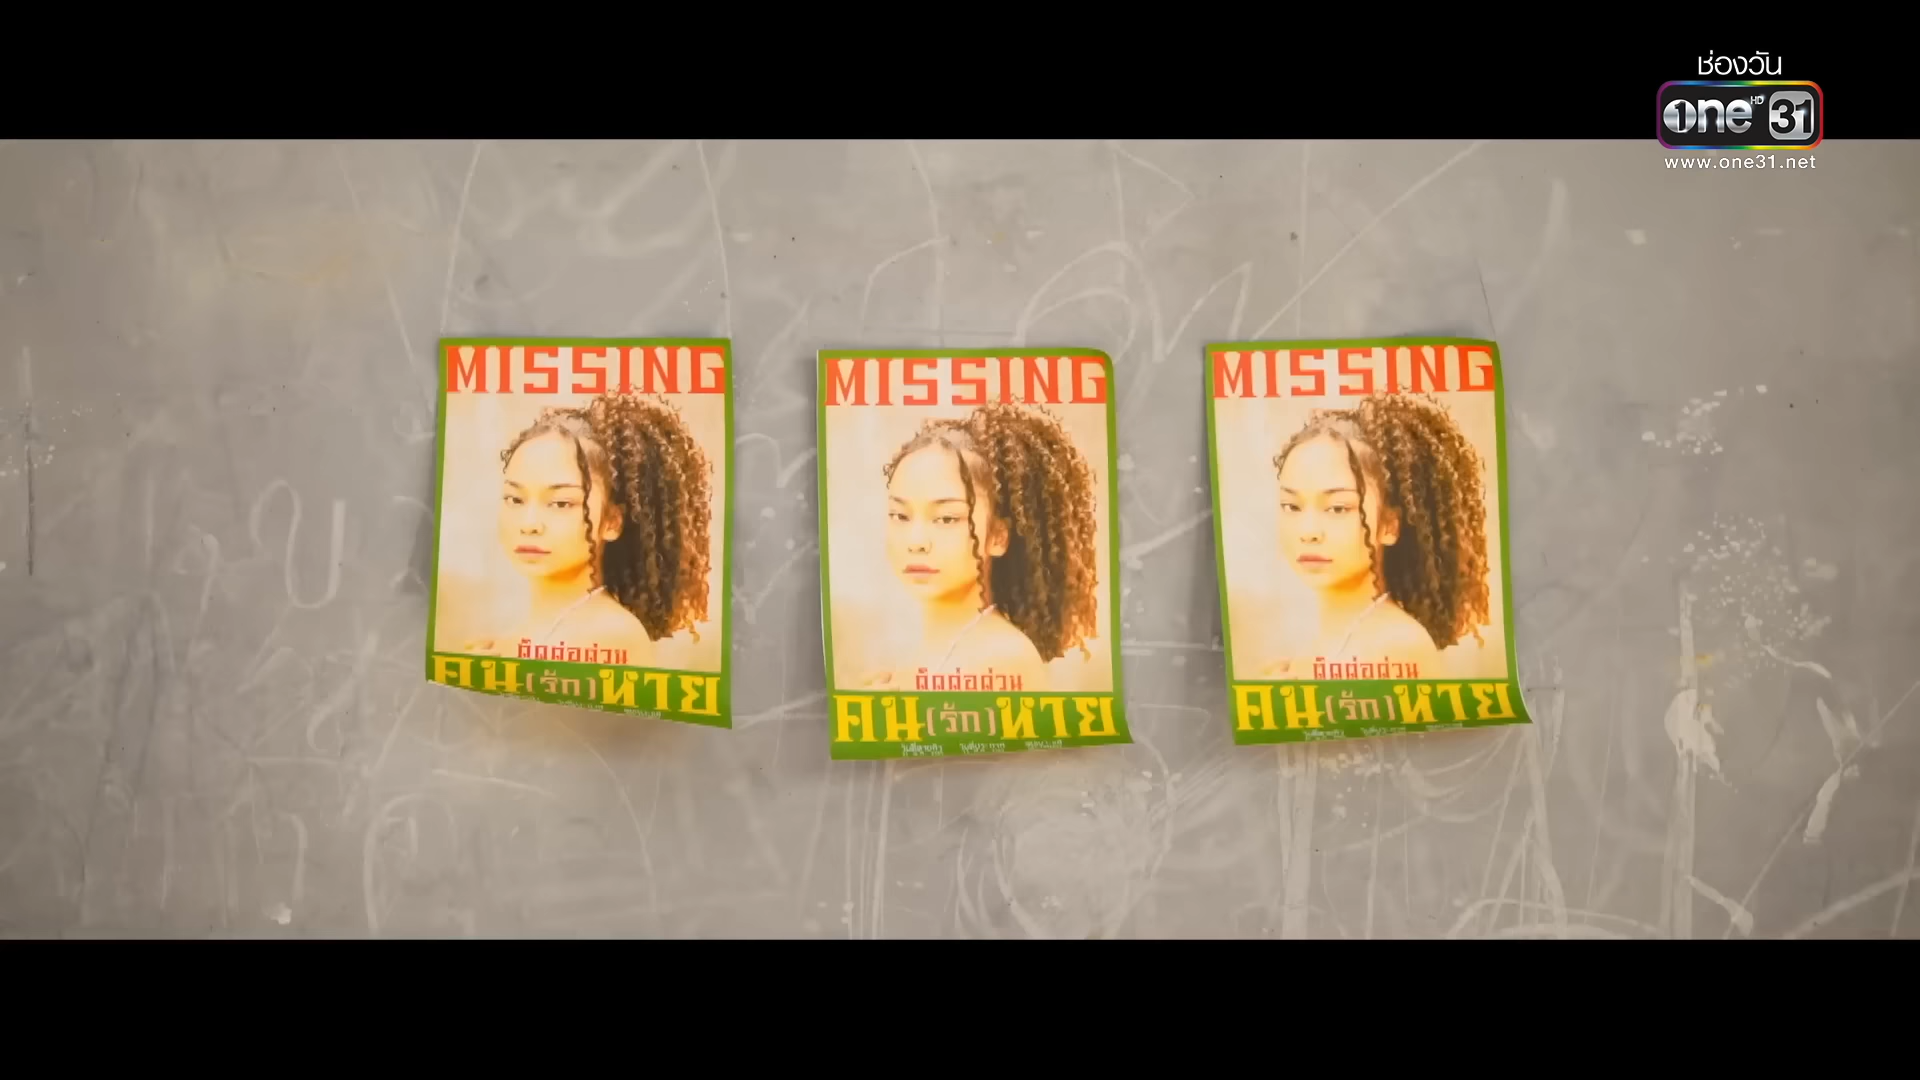 ช่องวัน
one HD 31
www.one31.net
MISSING
ติดต่อด่วน
คน(รัก)หาย
MISSING
ติดต่อด่วน
คน(รัก)หาย
MISSING
ติดต่อด่วน
คน(รัก)หาย